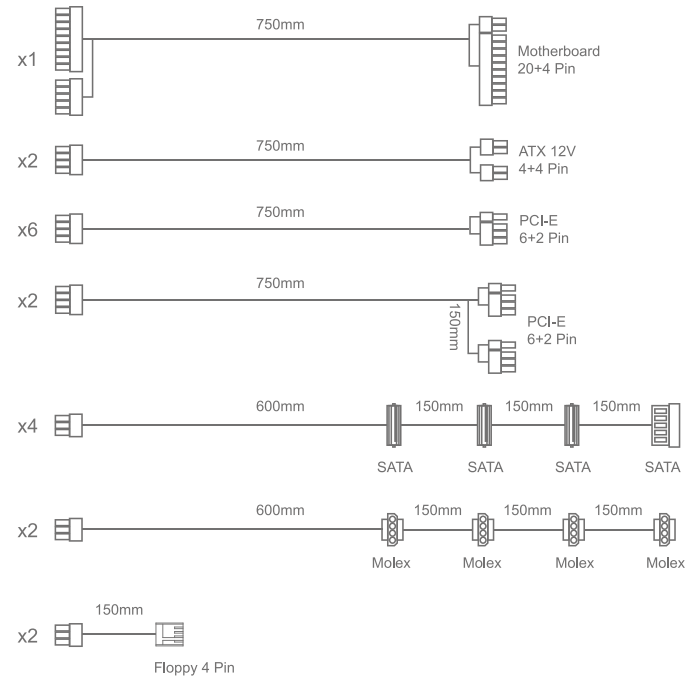 750mm
x1
Motherboard
20+4 Pin
750mm
x2
ATX 12V
4+4 Pin
750mm
x6
PCI-E
6+2 Pin
750mm
x2
150mm
PCI-E
6+2 Pin
600mm 150mm 150mm 150mm
x4
SATA SATA SATA SATA
600mm 150mm 150mm 150mm
x2
Molex Molex Molex Molex
150mm
x2
Floppy 4 Pin